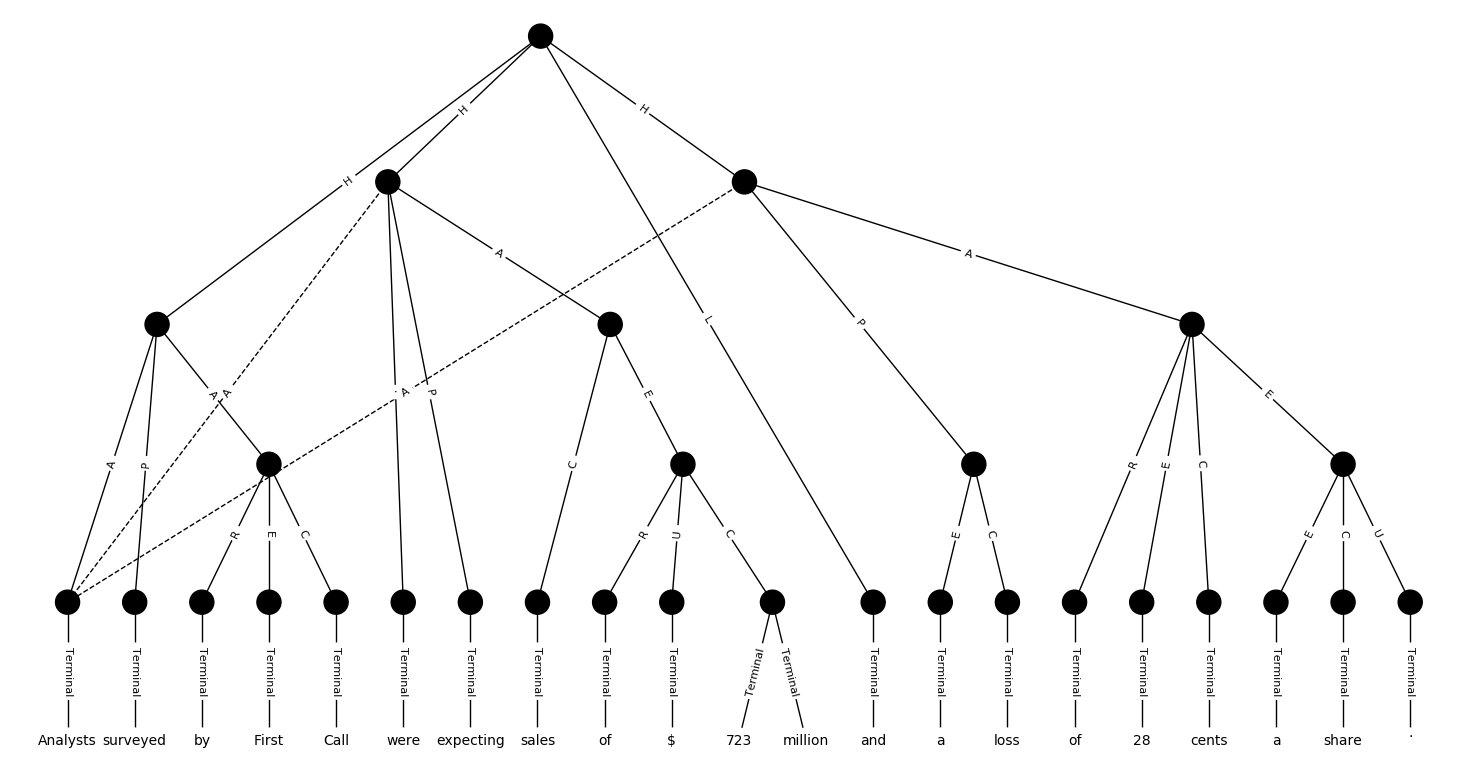 H H
H
A A
L P
A A A P E E
A P C R E C
R E C R U C E C E C U
Terminal Terminal Terminal Terminal Terminal Terminal Terminal Terminal Terminal Terminal Terminal Terminal Terminal Terminal Terminal Terminal Terminal Terminal Terminal Terminal Terminal
Analysts surveyed by First Call were expecting sales of $ 723 million and a loss of 28 cents a share .